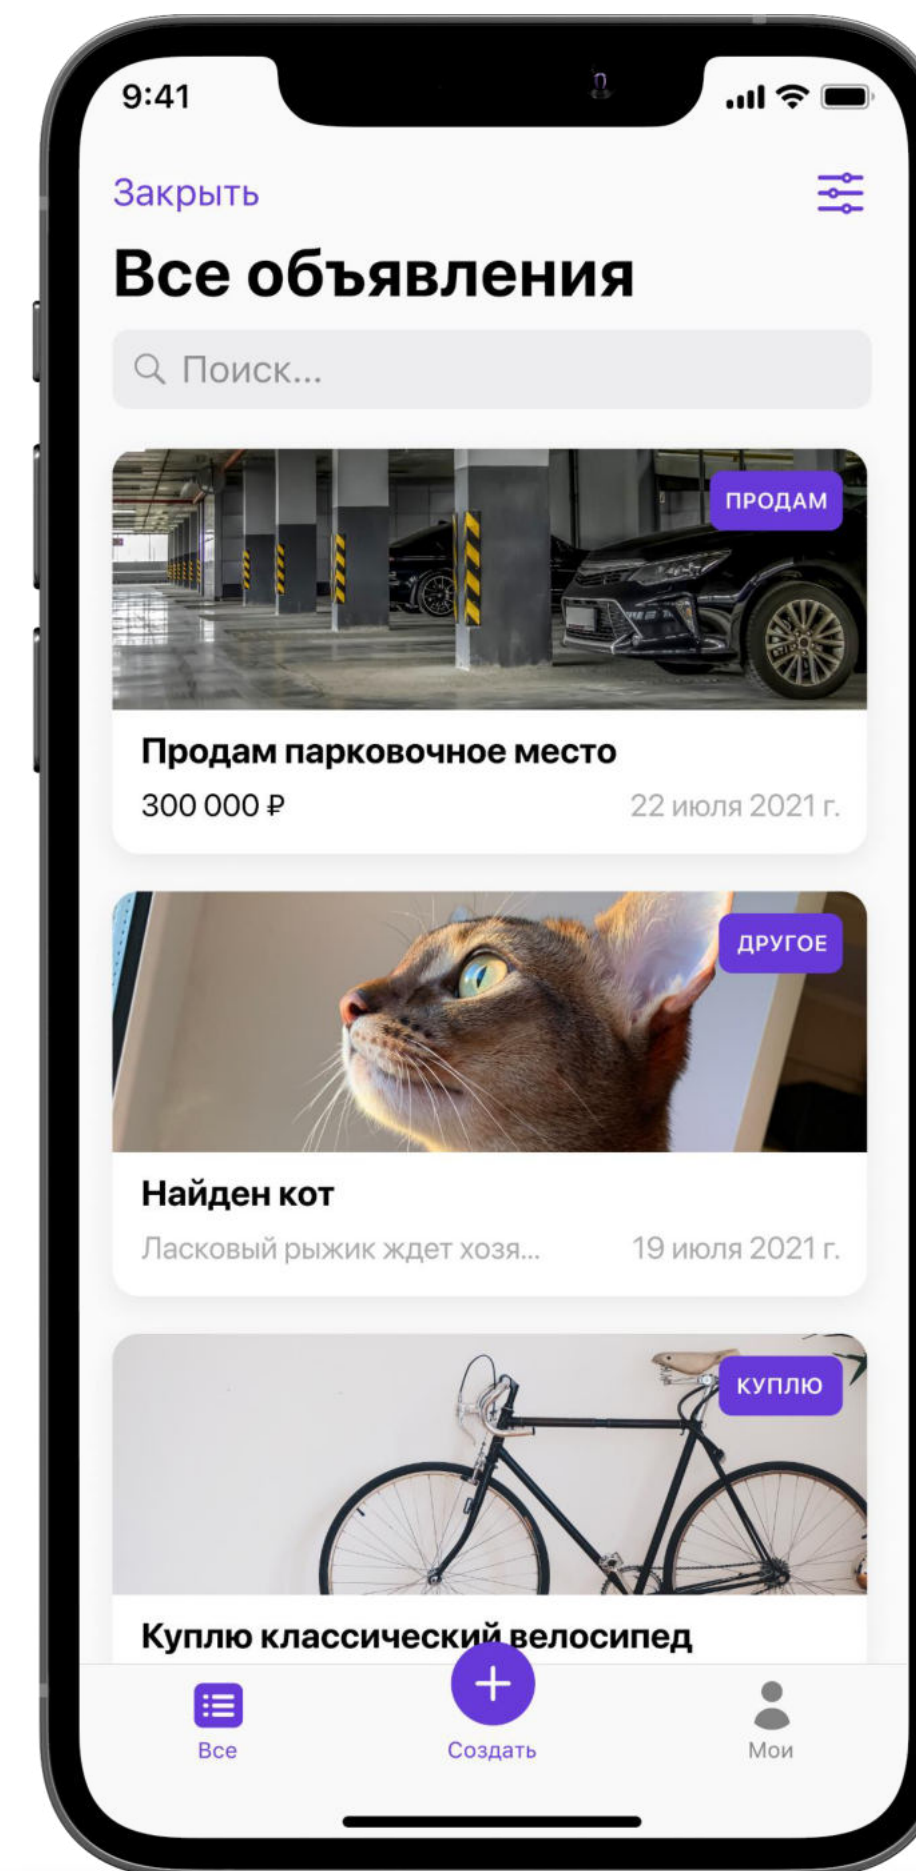 9:41
Закрыть
Все объявления
Поиск...
ПРОДАМ
Продам парковочное место
300 000 ₽
22 июля 2021 г.
ДРУГОЕ
Найден кот
Ласковый рыжик ждет хозя...
19 июля 2021 г.
КУПЛЮ
Куплю классический велосипед
Все
Создать
Мои